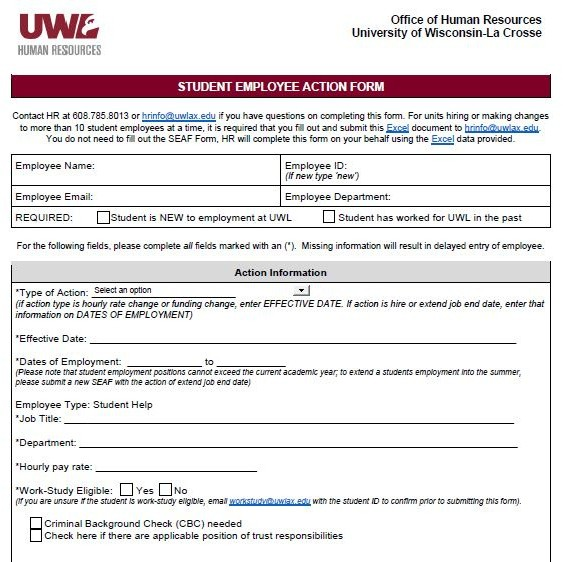 UWL
HUMAN RESOURCES
Office of Human Resources
University of Wisconsin-La Crosse
STUDENT EMPLOYEE ACTION FORM
Contact HR at 608.785.8013 or hrinfo@uwlax.edu if you have questions on completing this form. For units hiring or making changes
to more than 10 student employees at a time, it is required that you fill out and submit this Excel document to hrinfo@uwlax.edu.
You do not need to fill out the SEAF Form, HR will complete this form on your behalf using the Excel data provided.
Employee Name:
Employee ID:
(If new type 'new')
Employee Email:
Employee Department:
REQUIRED: Student is NEW to employment at UWL Student has worked for UWL in the past
For the following fields, please complete all fields marked with an (*). Missing information will result in delayed entry of employee.
Action Information
*Type of Action: Select an option
(if action type is hourly rate change or funding change, enter EFFECTIVE DATE. If action is hire or extend job end date, enter that
information on DATES OF EMPLOYMENT)
*Effective Date:
*Dates of Employment: to
(Please note that student employment positions cannot exceed the current academic year; to extend a students employment into the summer,
please submit a new SEAF with the action of extend job end date)
Employee Type: Student Help
*Job Title:
*Department:
*Hourly pay rate:
*Work-Study Eligible: Yes No
(If you are unsure if the student is work-study eligible, email workstudy@uwlax.edu with the student ID to confirm prior to submitting this form).
Criminal Background Check (CBC) needed
Check here if there are applicable position of trust responsibilities